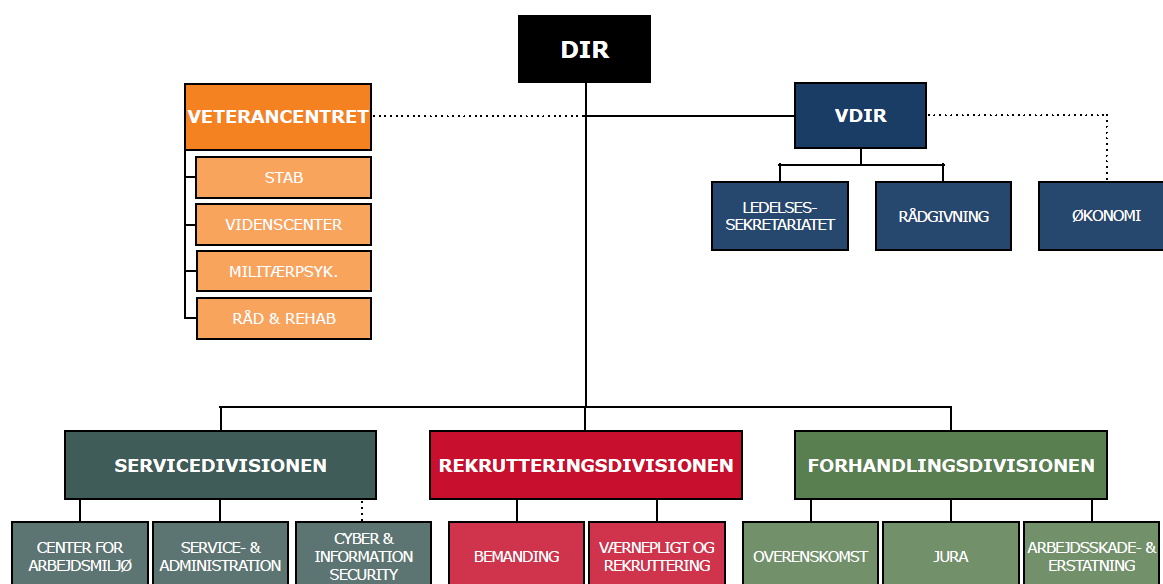 DIR
VETERANCENTRET
VDIR
STAB
VIDENSCENTER
MILITÆRPSYK.
RÅD & REHAB
LEDELSES-
SEKRETARIATET
RÅDGIVNING
ØKONOMI
SERVICEDIVISIONEN
REKRUTTERINGSDIVISIONEN
FORHANDLINGSDIVISIONEN
CENTER FOR
ARBEJDSMILJØ
SERVICE- &
ADMINISTRATION
CYBER &
INFORMATION
SECURITY
BEMANDING
VÆRNEPLIGT OG
REKRUTTERING
OVERENSKOMST
JURA
ARBEJDSSKADE- &
ERSTATNING